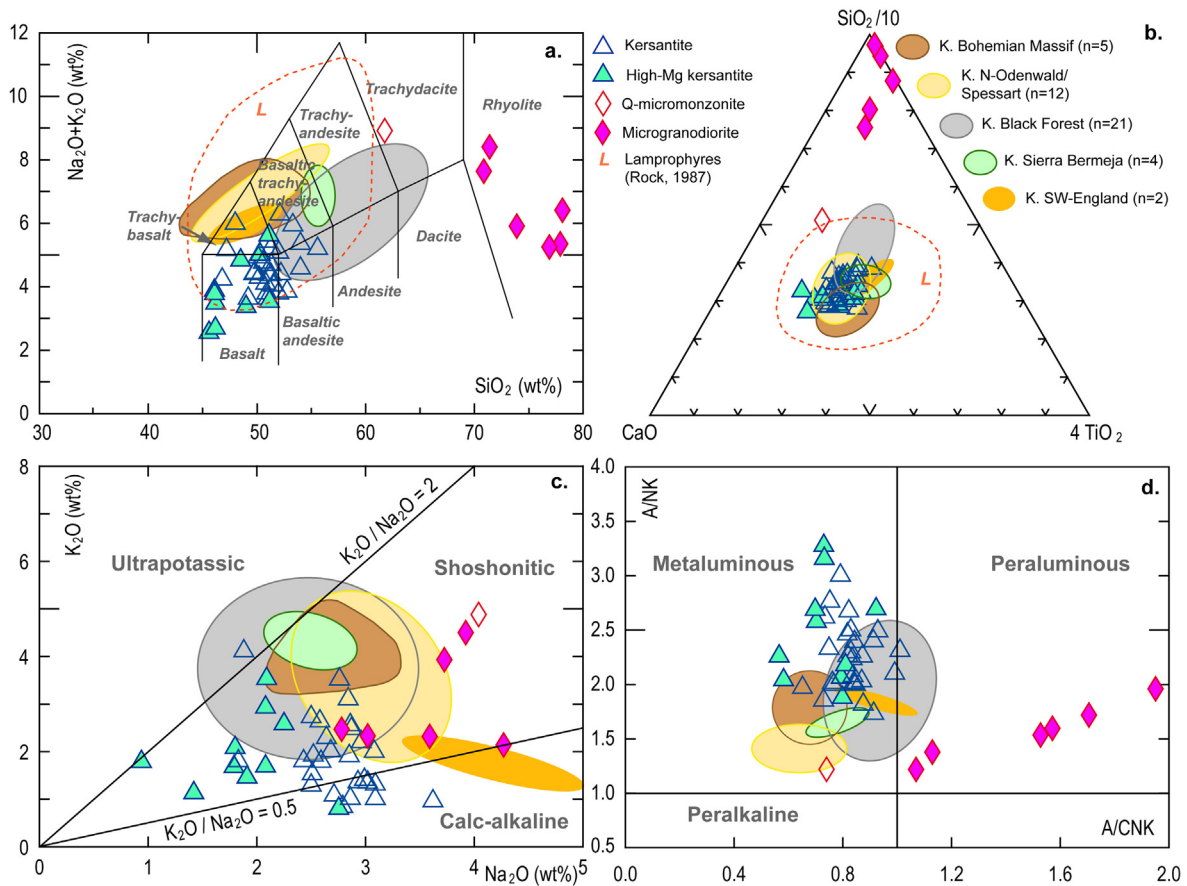 a.
Na2O+K2O (wt%)
12
10
8
6
4
2
0
30
40
50
60
70
80
SiO2 (wt%)
L
Trachydacite
Rhyolite
Trachy-
andesite
Basaltic
trachy-
andesite
Trachy-
basalt
Dacite
Andesite
Basaltic
andesite
Basalt
Kersantite
High-Mg kersantite
Q-micromonzonite
Microgranodiorite
L
Lamprophyres
(Rock, 1987)
SiO2/10
b.
K. Bohemian Massif (n=5)
K. N-Odenwald/
Spessart (n=12)
K. Black Forest (n=21)
K. Sierra Bermeja (n=4)
K. SW-England (n=2)
L
CaO
4 TiO2
c.
K2O (wt%)
8
6
4
2
0
0
1
2
3
4
5
Na2O (wt%)
Ultrapotassic
K2O / Na2O = 2
Shoshonitic
K2O / Na2O = 0.5
Calc-alkaline
d.
A/NK
4.0
3.5
3.0
2.5
2.0
1.5
1.0
0.5
0.0
0.4
0.8
1.2
1.6
2.0
A/CNK
Metaluminous
Peraluminous
Peralkaline